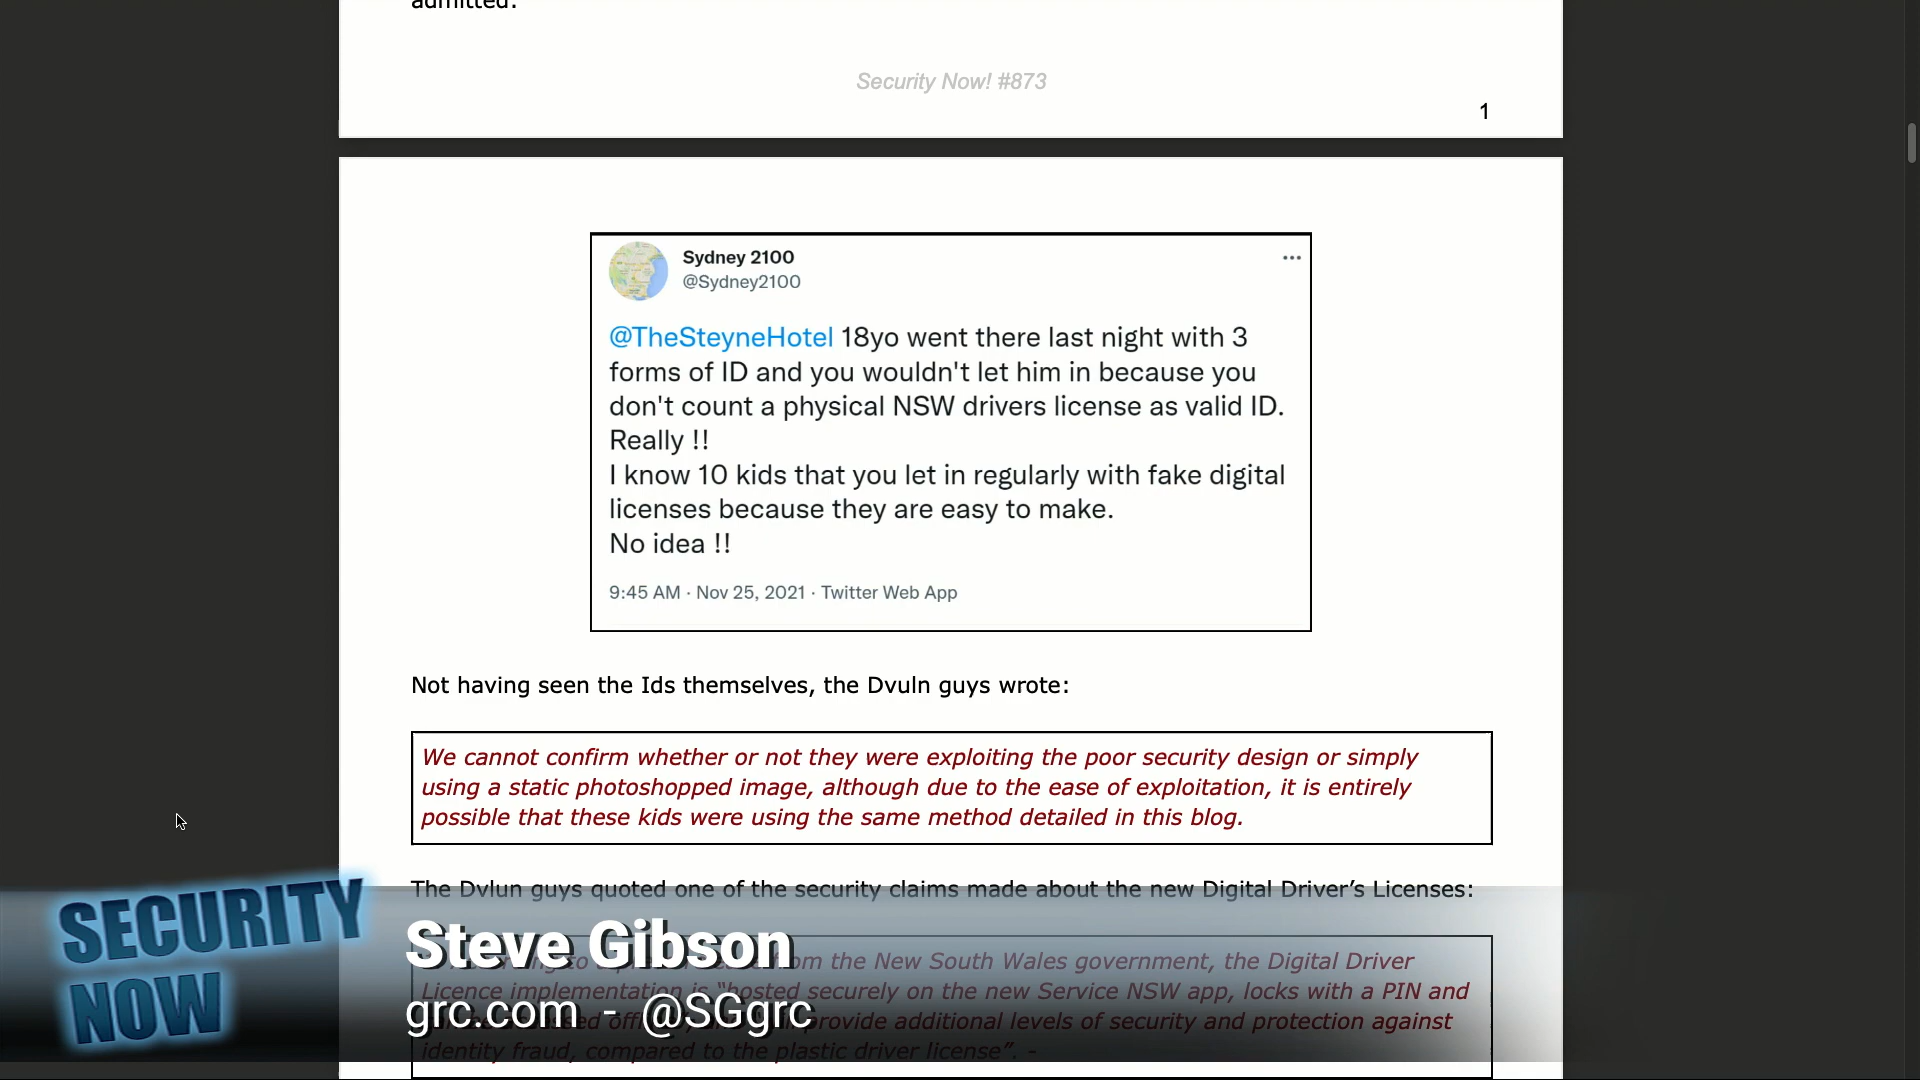 admitted.
Security Now! #873
1
Sydney 2100
@Sydney2100
@TheSteyneHotel 18yo went there last night with 3
forms of ID and you wouldn't let him in because you
don't count a physical NSW drivers license as valid ID.
Really !!
I know 10 kids that you let in regularly with fake digital
licenses because they are easy to make.
No idea !!
9:45 AM · Nov 25, 2021 · Twitter Web App
Not having seen the Ids themselves, the Dvuln guys wrote:
We cannot confirm whether or not they were exploiting the poor security design or simply
using a static photoshopped image, although due to the ease of exploitation, it is entirely
possible that these kids were using the same method detailed in this blog.
The Dvlun guys quoted one of the security claims made about the new Digital Driver's Licenses:
from the New South Wales government, the Digital Driver
Licence implementation is "hosted securely on the new Service NSW app, locks with a PIN and
provide additional levels of security and protection against
identity fraud, compared to the plastic driver license". -
SECURITY
NOW
Steve Gibson
grc.com - @SGgrc